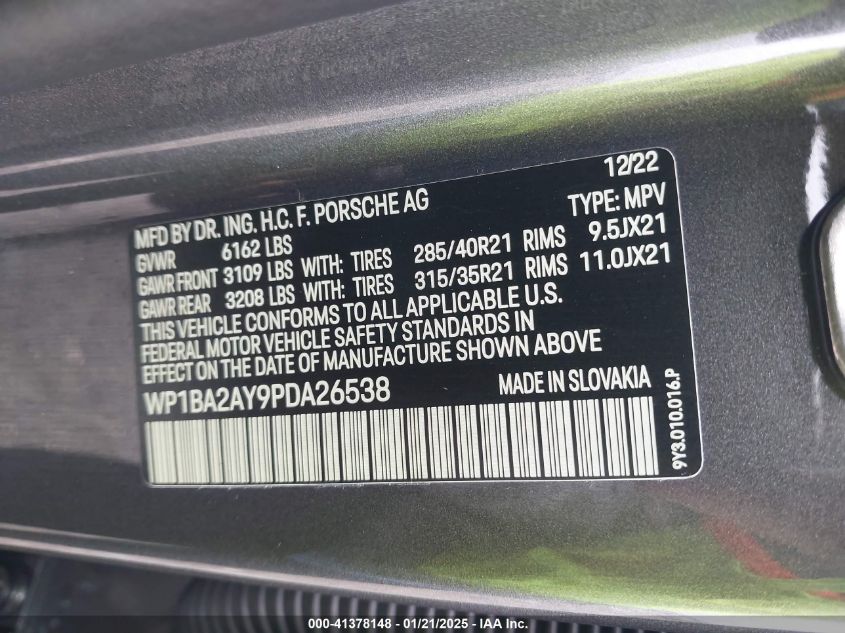 12/22
MFD BY DR. ING. H.C. F. PORSCHE AG TYPE: MPV
GVWR 6162 LBS
GAWR FRONT 3109 LBS WITH: TIRES 285/40R21 RIMS 9.5JX21
GAWR REAR 3208 LBS WITH: TIRES 315/35R21 RIMS 11.0JX21
THIS VEHICLE CONFORMS TO ALL APPLICABLE U.S.
FEDERAL MOTOR VEHICLE SAFETY STANDARDS IN
EFFECT ON THE DATE OF MANUFACTURE SHOWN ABOVE
WP1BA2AY9PDA26538 MADE IN SLOVAKIA
9Y3.010.016.P
000-41378148 - 01/21/2025 - IAA Inc.